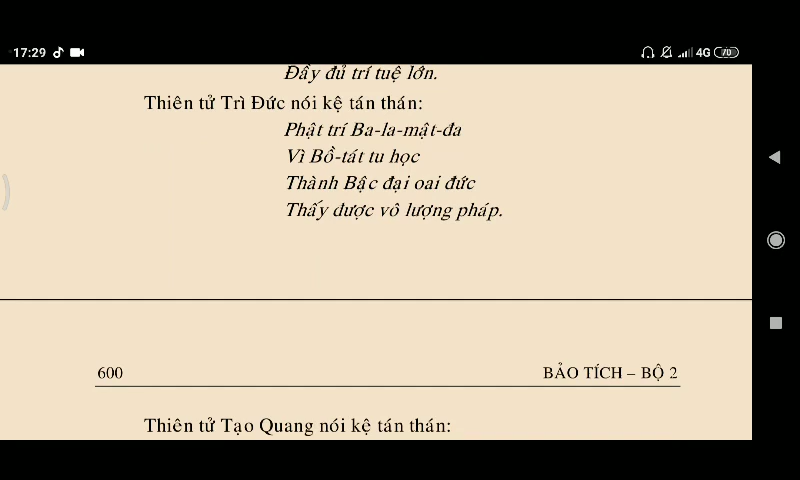 17:29
4G 70
Đầy đủ trí tuệ lớn.
Thiên tử Trì Đức nói kệ tán thán:
Phật trí Ba-la-mật-đa
Vì Bồ-tát tu học
Thành Bậc đại oai đức
Thấy được vô lượng pháp.
600 BẢO TÍCH – BỘ 2
Thiên tử Tạo Quang nói kệ tán thán: